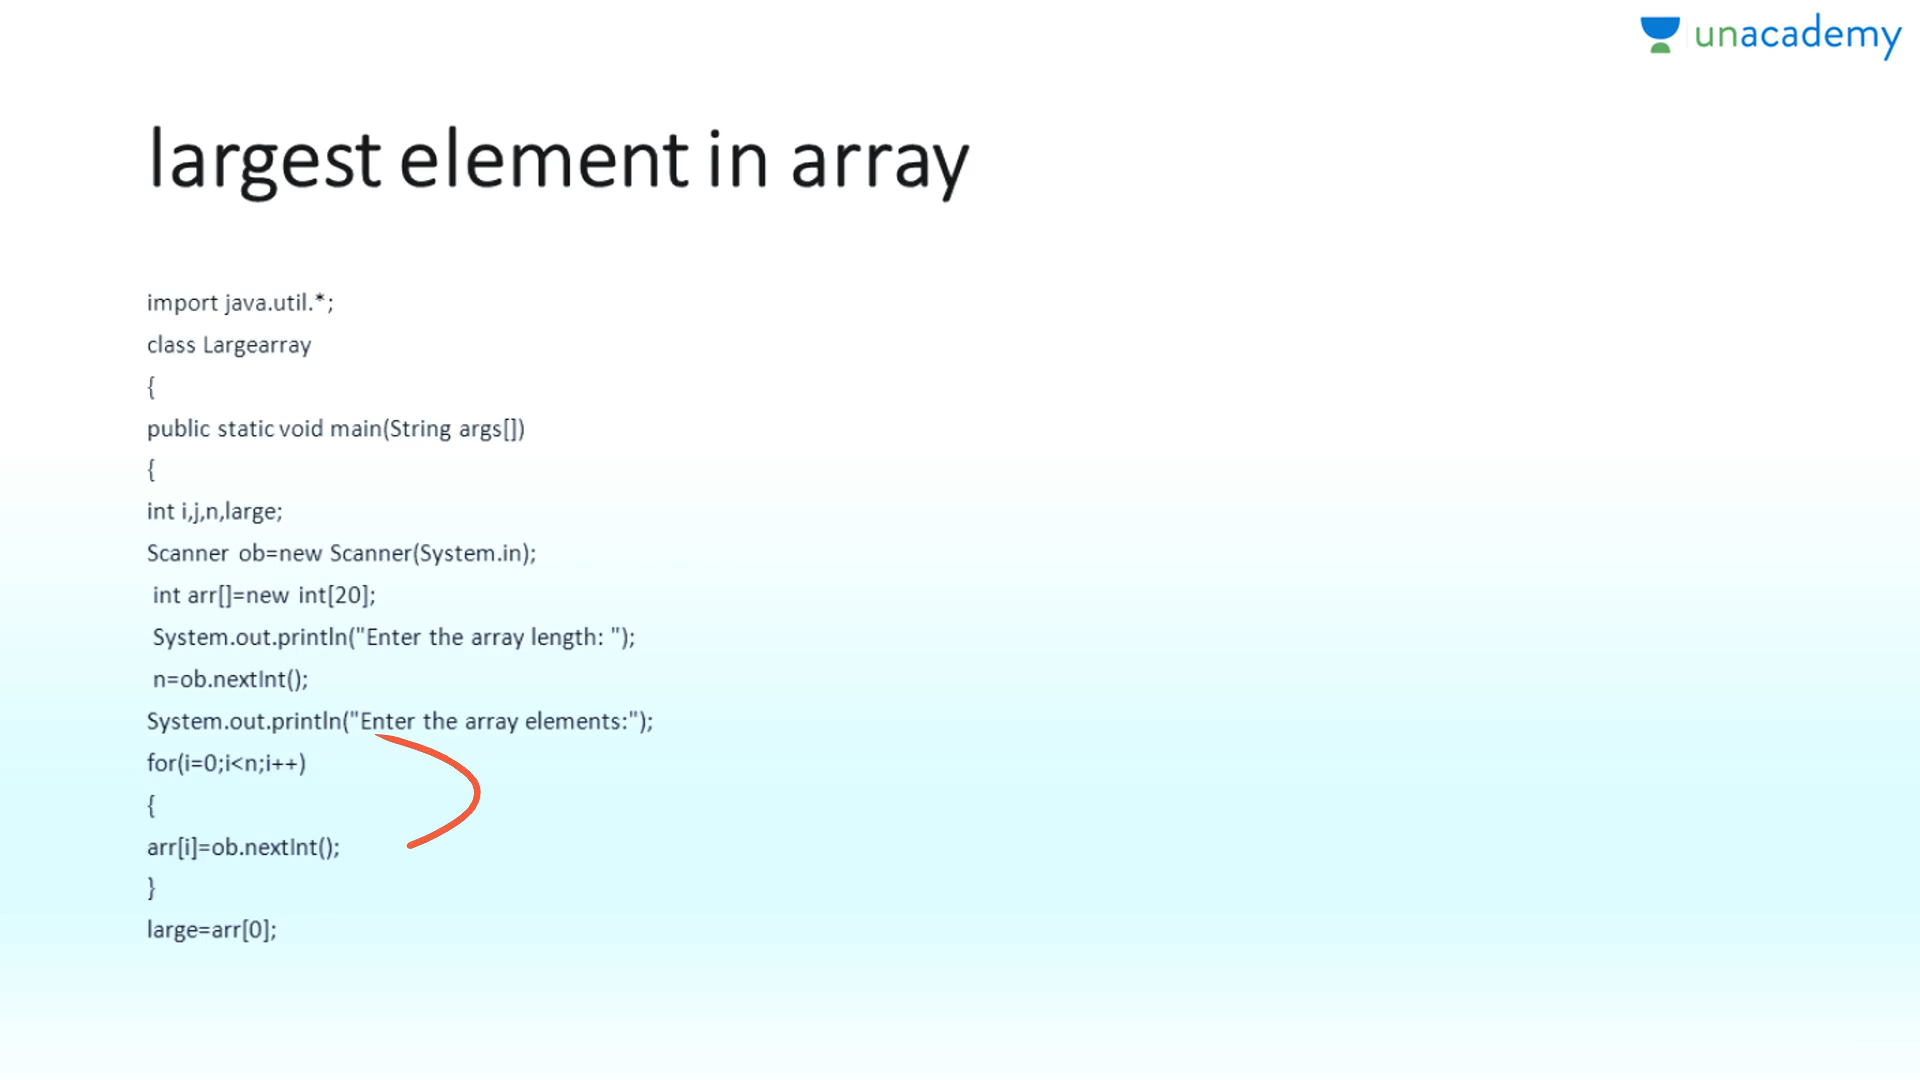 unacademy
largest element in array
import java.util.*;
class Largearray
{
public static void main(String args[])
{
int i,j,n,large;
Scanner ob=new Scanner(System.in);
int arr[]=new int[20];
System.out.println("Enter the array length: ");
n=ob.nextInt();
System.out.println("Enter the array elements:");
for(i=0;i<n;i++)
{
arr[i]=ob.nextInt();
}
large=arr[0];